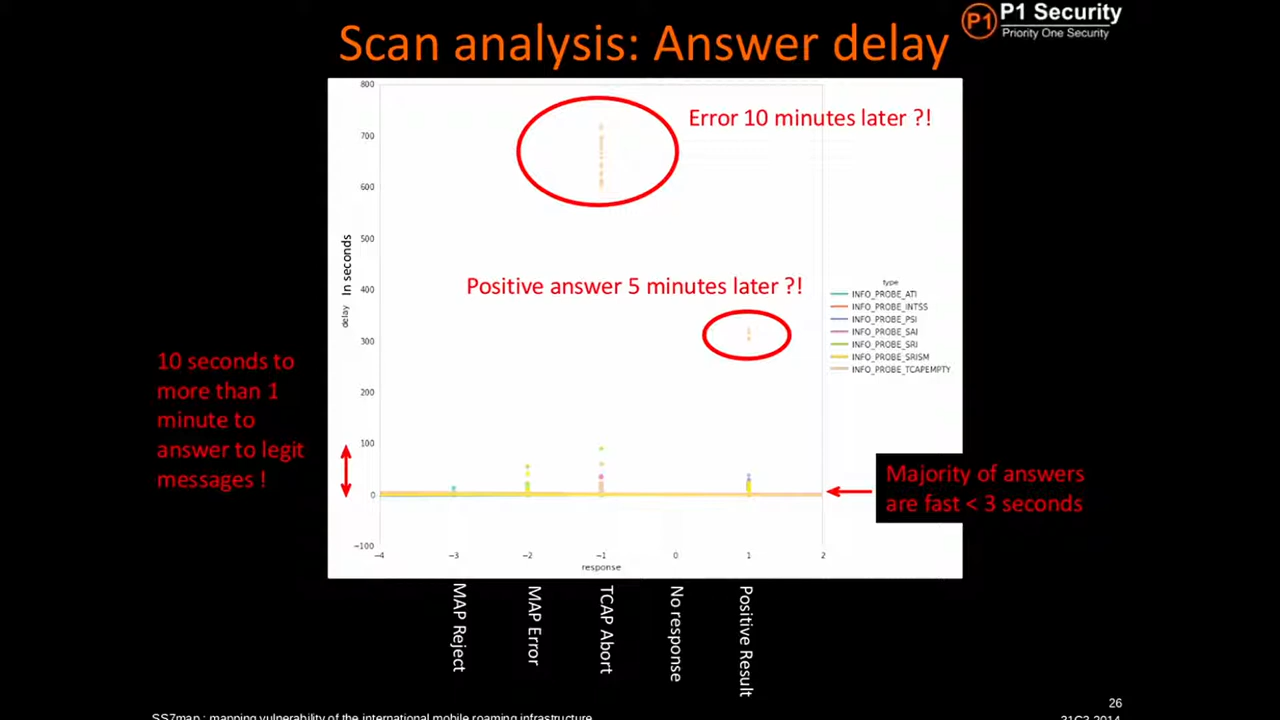 Scan analysis: Answer delay
P1
P1 Security
Priority One Security
800
700
600
500
400
300
200
100
0
−100
delay In seconds
Error 10 minutes later ?!
Positive answer 5 minutes later ?!
type
INFO_PROBE_ATI
INFO_PROBE_INTSS
INFO_PROBE_PSI
INFO_PROBE_SAI
INFO_PROBE_SRI
INFO_PROBE_SRISM
INFO_PROBE_TCAPEMPTY
10 seconds to
more than 1
minute to
answer to legit
messages !
Majority of answers
are fast < 3 seconds
−4 −3 −2 −1 0 1 2
response
MAP Reject
MAP Error
TCAP Abort
No response
Positive Result
26
SS7map : mapping vulnerability of the international mobile roaming infrastructure
31C3 2014